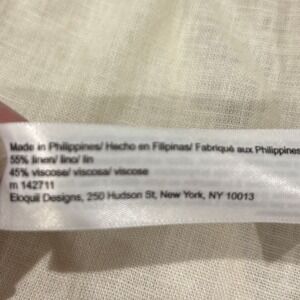 Made in Philippines/ Hecho en Filipinas/ Fabriqué aux Philippines
55% linen/ lino/ lin
45% viscose/ viscosa/ viscose
m 142711
Eloquii Designs, 250 Hudson St, New York, NY 10013